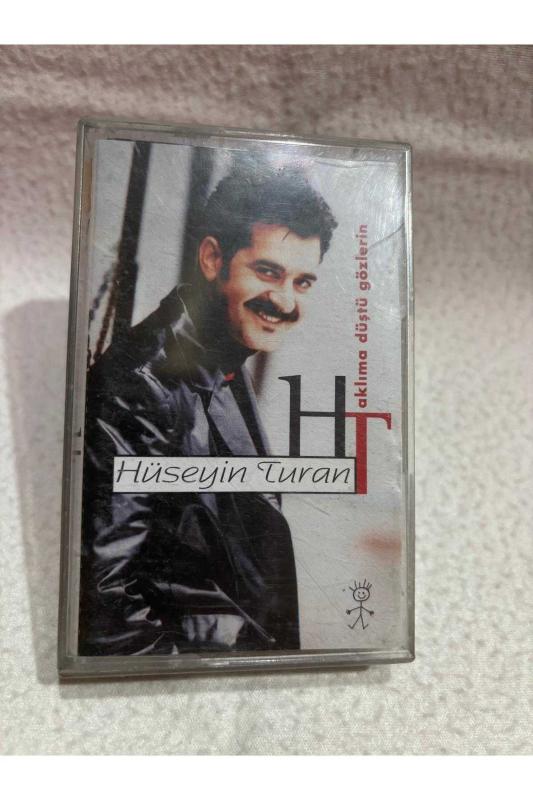 aklıma düştü gözlerin
HT
Hüseyin Turan